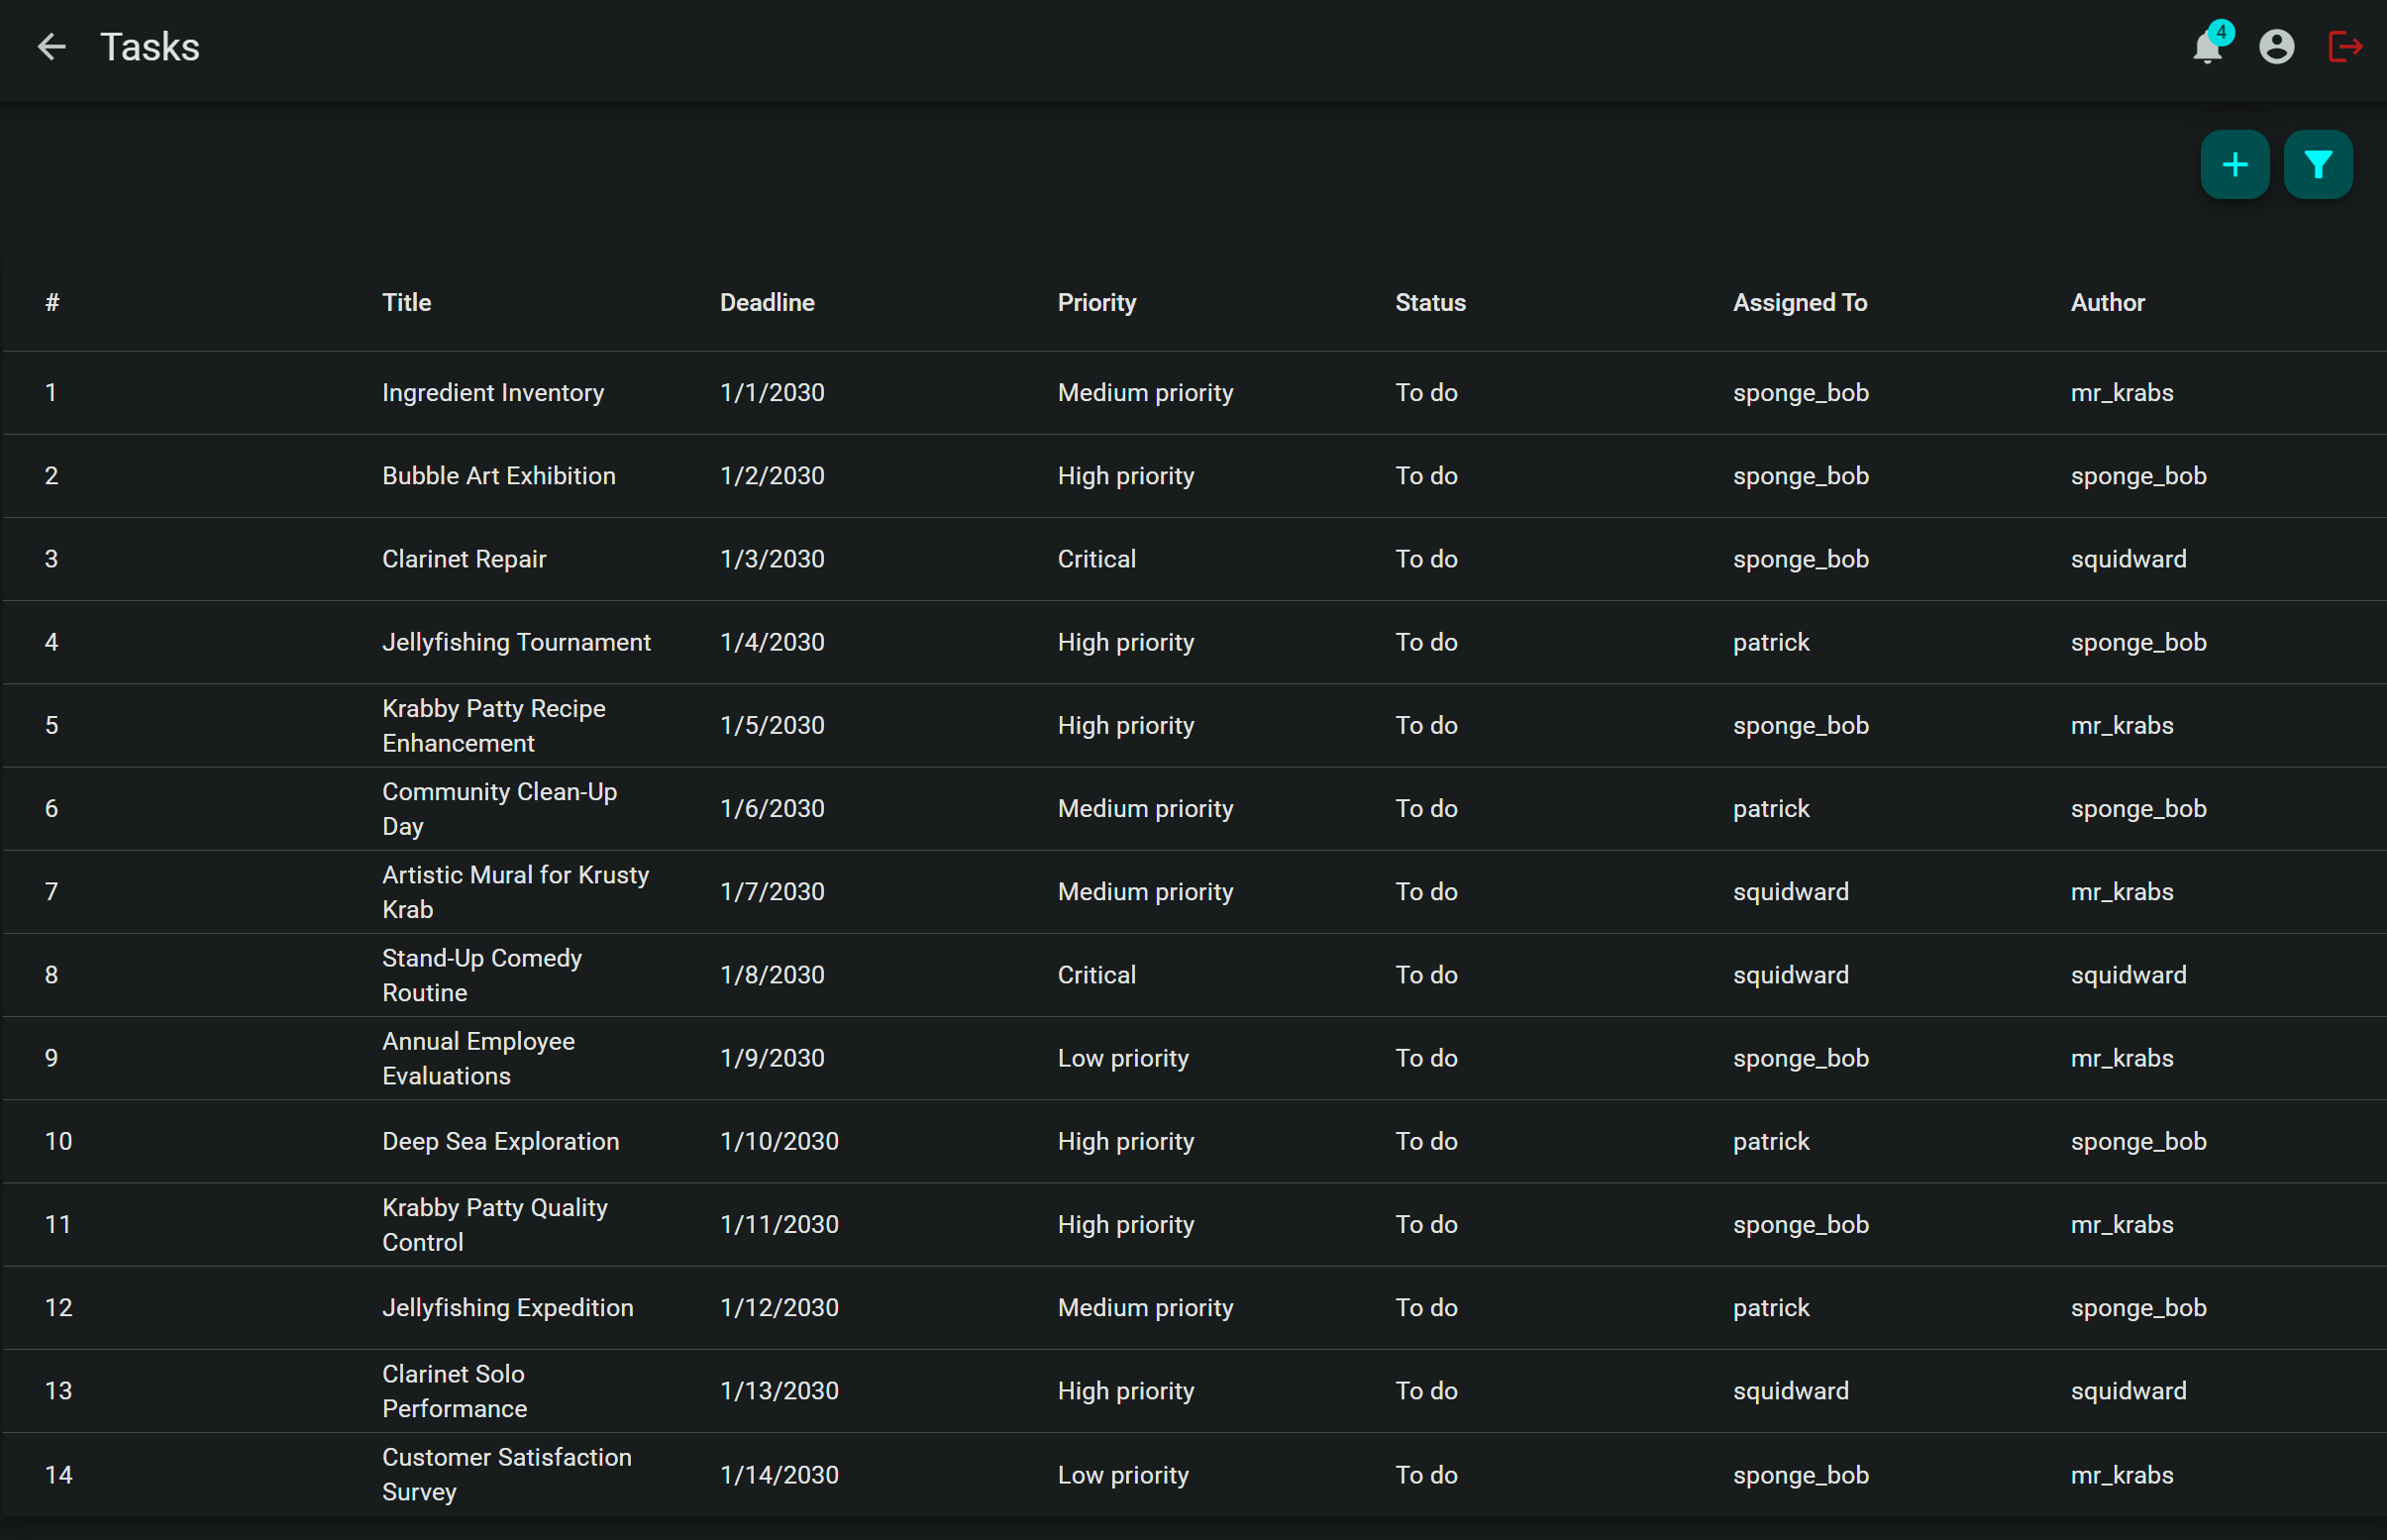 Tasks
4
# Title Deadline Priority Status Assigned To Author
1 Ingredient Inventory 1/1/2030 Medium priority To do sponge_bob mr_krabs
2 Bubble Art Exhibition 1/2/2030 High priority To do sponge_bob sponge_bob
3 Clarinet Repair 1/3/2030 Critical To do sponge_bob squidward
4 Jellyfishing Tournament 1/4/2030 High priority To do patrick sponge_bob
5 Krabby Patty Recipe Enhancement 1/5/2030 High priority To do sponge_bob mr_krabs
6 Community Clean-Up Day 1/6/2030 Medium priority To do patrick sponge_bob
7 Artistic Mural for Krusty Krab 1/7/2030 Medium priority To do squidward mr_krabs
8 Stand-Up Comedy Routine 1/8/2030 Critical To do squidward squidward
9 Annual Employee Evaluations 1/9/2030 Low priority To do sponge_bob mr_krabs
10 Deep Sea Exploration 1/10/2030 High priority To do patrick sponge_bob
11 Krabby Patty Quality Control 1/11/2030 High priority To do sponge_bob mr_krabs
12 Jellyfishing Expedition 1/12/2030 Medium priority To do patrick sponge_bob
13 Clarinet Solo Performance 1/13/2030 High priority To do squidward squidward
14 Customer Satisfaction Survey 1/14/2030 Low priority To do sponge_bob mr_krabs